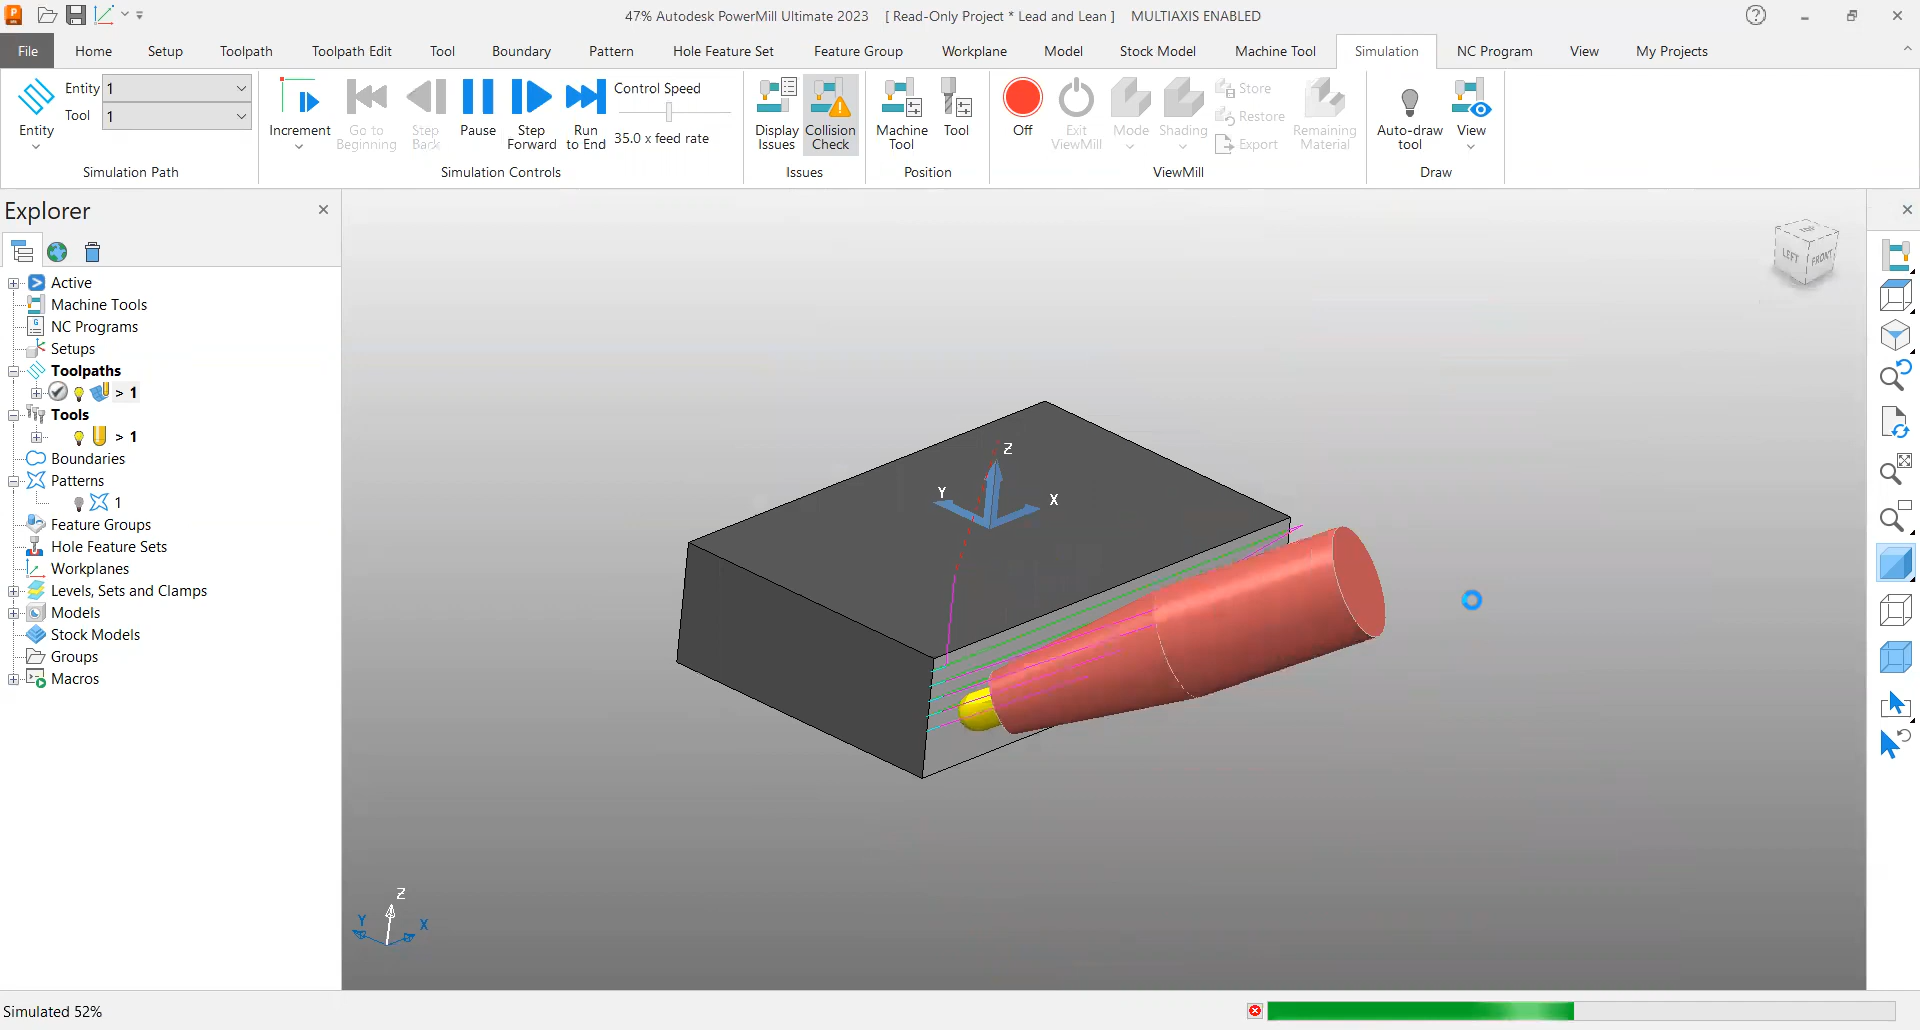 47% Autodesk PowerMill Ultimate 2023 [ Read-Only Project * Lead and Lean ] MULTIAXIS ENABLED
File Home Setup Toolpath Toolpath Edit Tool Boundary Pattern Hole Feature Set Feature Group Workplane Model Stock Model Machine Tool Simulation NC Program View My Projects
Entity
Entity 1
Tool 1
Simulation Path
Increment
Go to Beginning
Step Back
Pause
Step Forward
Run to End
Control Speed
35.0 x feed rate
Simulation Controls
Display Issues
Collision Check
Issues
Machine Tool
Tool
Position
Off
Exit ViewMill
Mode
Shading
Store
Restore
Export
Remaining Material
ViewMill
Auto-draw tool
View
Draw
Explorer
Active
Machine Tools
NC Programs
Setups
Toolpaths
> 1
Tools
> 1
Boundaries
Patterns
1
Feature Groups
Hole Feature Sets
Workplanes
Levels, Sets and Clamps
Models
Stock Models
Groups
Macros
Z
Y
X
LEFT
FRONT
Z
Y
X
Simulated 52%